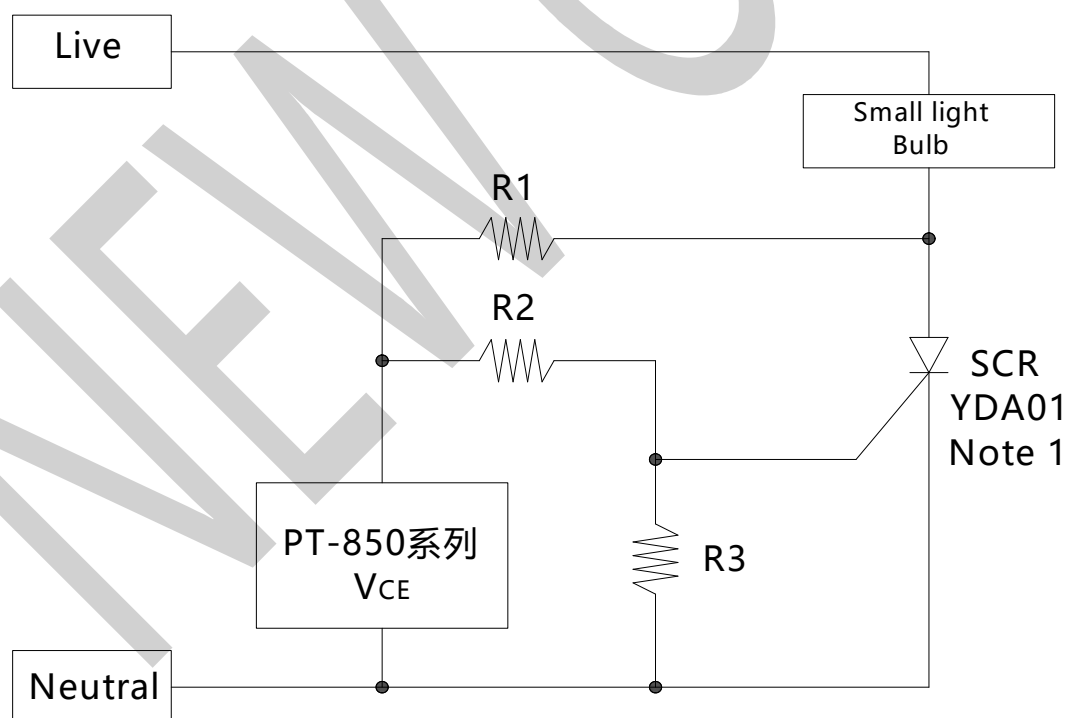 Live
Small light
Bulb
R1
R2
SCR
YDA01
Note 1
PT-850系列
VCE
R3
Neutral